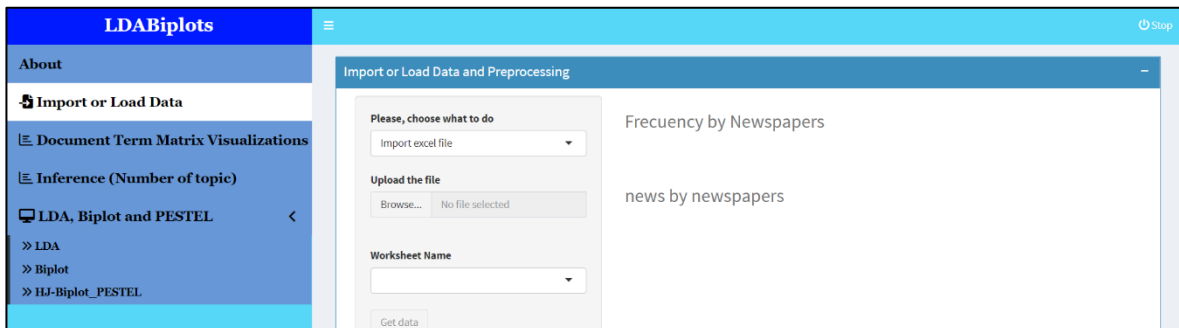 LDABiplots
Stop
About
Import or Load Data
Document Term Matrix Visualizations
Inference (Number of topic)
LDA, Biplot and PESTEL
LDA
Biplot
HJ-Biplot_PESTEL
Import or Load Data and Preprocessing
Please, choose what to do
Import excel file
Upload the file
Browse... No file selected
Worksheet Name
Get data
Frecuency by Newspapers
news by newspapers